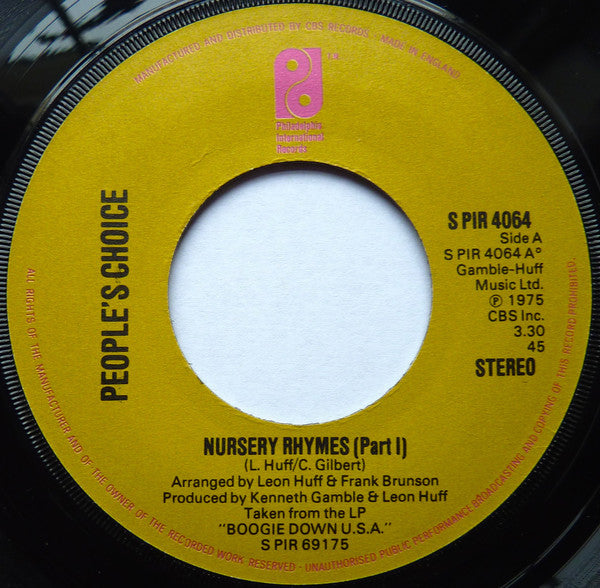 MANUFACTURED AND DISTRIBUTED BY CBS RECORDS · MADE IN ENGLAND
T.M.
Philadelphia
International
Records
PEOPLE'S CHOICE
S PIR 4064
Side A
S PIR 4064 A°
Gamble-Huff
Music Ltd.
℗ 1975
CBS Inc.
3.30
45
STEREO
NURSERY RHYMES (Part I)
(L. Huff/C. Gilbert)
Arranged by Leon Huff & Frank Brunson
Produced by Kenneth Gamble & Leon Huff
Taken from the LP
"BOOGIE DOWN U.S.A."
S PIR 69175
ALL RIGHTS OF THE MANUFACTURER AND OF THE OWNER OF THE RECORDED WORK RESERVED · UNAUTHORISED PUBLIC PERFORMANCE BROADCASTING AND COPYING OF THIS RECORD PROHIBITED.